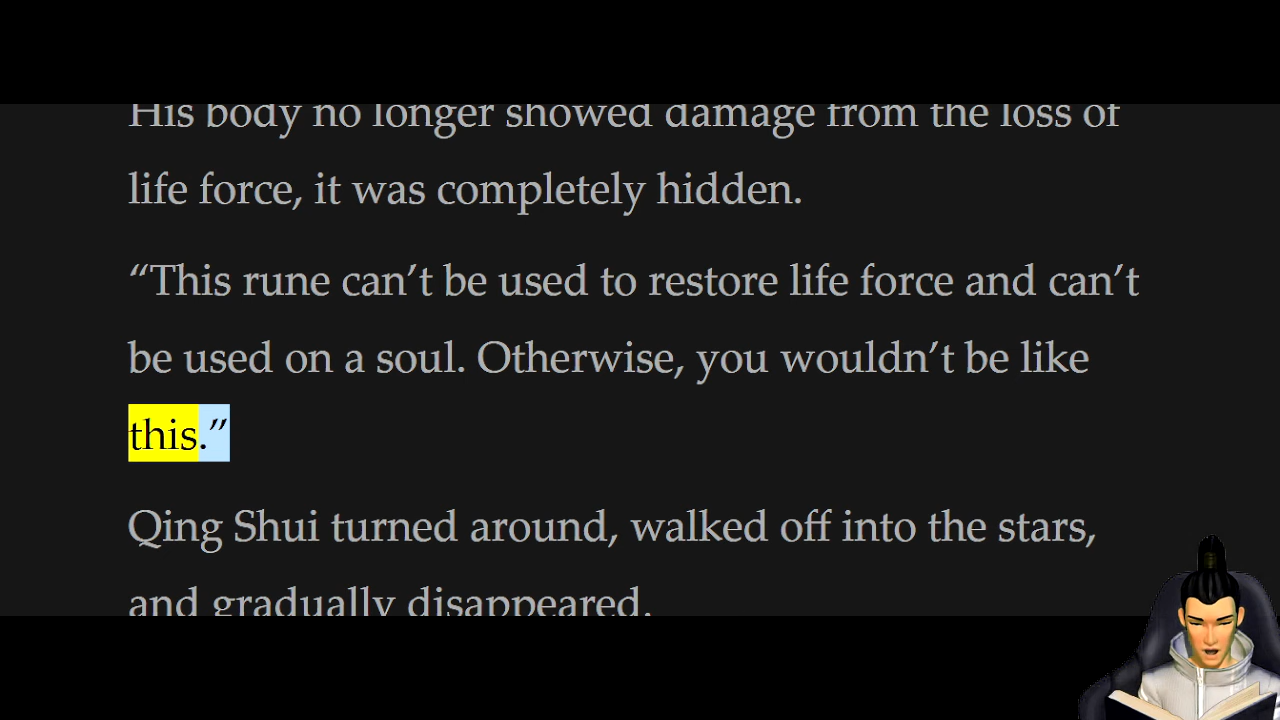 His body no longer showed damage from the loss of
life force, it was completely hidden.
“This rune can’t be used to restore life force and can’t
be used on a soul. Otherwise, you wouldn’t be like
this.”
Qing Shui turned around, walked off into the stars,
and gradually disappeared.